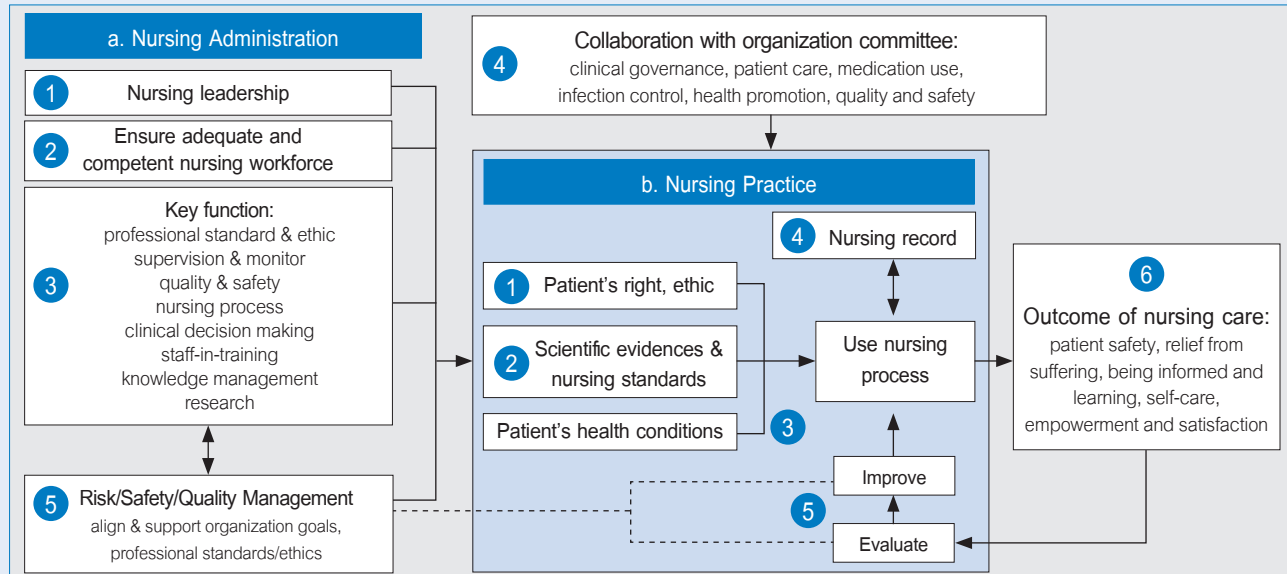 a. Nursing Administration
1
Nursing leadership
2
Ensure adequate and
competent nursing workforce
3
Key function:
professional standard & ethic
supervision & monitor
quality & safety
nursing process
clinical decision making
staff-in-training
knowledge management
research
5
Risk/Safety/Quality Management
align & support organization goals,
professional standards/ethics
4
Collaboration with organization committee:
clinical governance, patient care, medication use,
infection control, health promotion, quality and safety
b. Nursing Practice
4
Nursing record
1
Patient's right, ethic
2
Scientific evidences &
nursing standards
Patient's health conditions
3
Use nursing
process
Improve
5
Evaluate
6
Outcome of nursing care:
patient safety, relief from
suffering, being informed and
learning, self-care,
empowerment and satisfaction